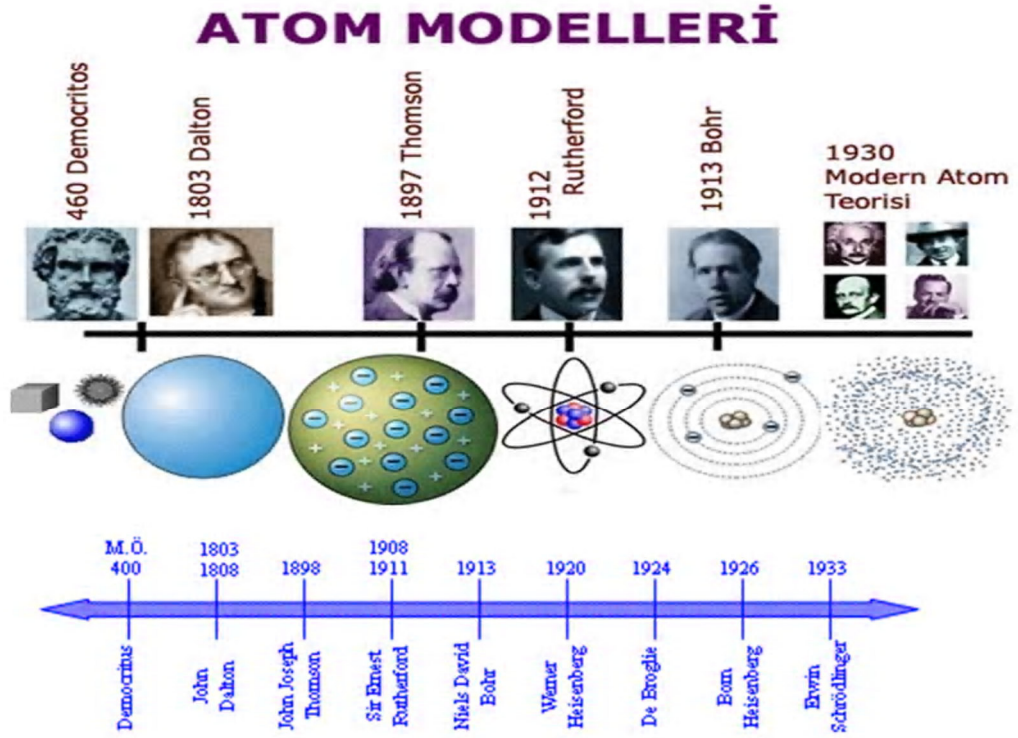 ATOM MODELLERİ
460 Democritos
1803 Dalton
1897 Thomson
1912
Rutherford
1913 Bohr
1930
Modern Atom
Teorisi
M.Ö.
400
1803
1808
1898
1908
1911
1913
1920
1924
1926
1933
Democritus
John
Dalton
John Joseph
Thomson
Sir Ernest
Rutherford
Niels David
Bohr
Werner
Heisenberg
De Broglie
Born
Heisenberg
Erwin
Schrödlinger